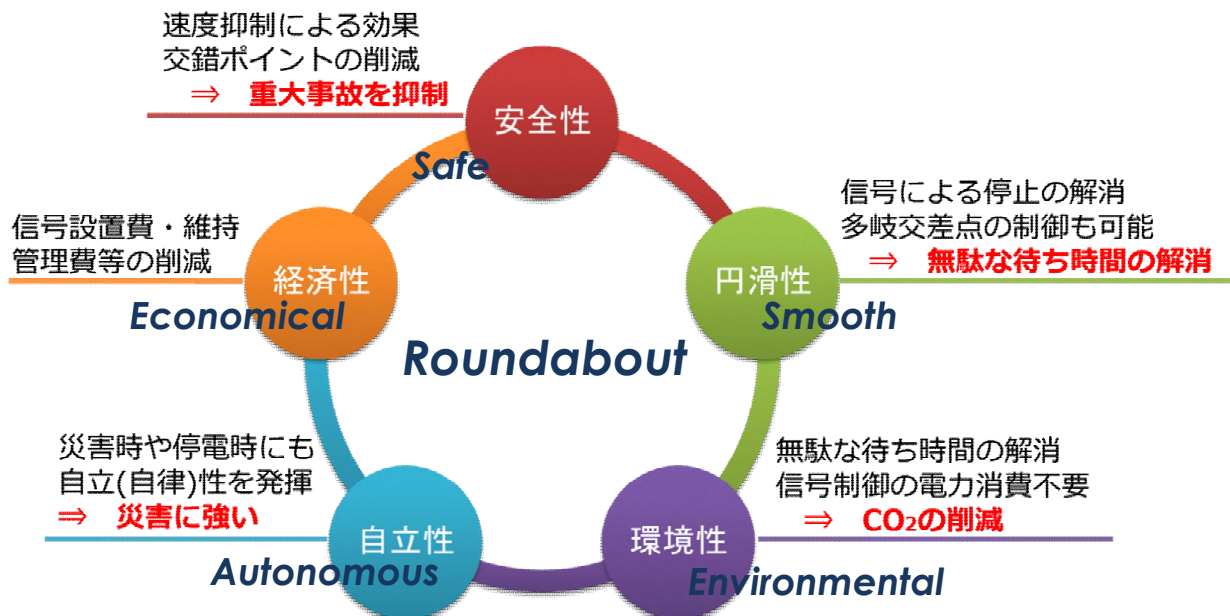 速度抑制による効果
交錯ポイントの削減
⇒ 重大事故を抑制
安全性
Safe
信号による停止の解消
多岐交差点の制御も可能
⇒ 無駄な待ち時間の解消
円滑性
Smooth
信号設置費・維持
管理費等の削減
経済性
Economical
Roundabout
災害時や停電時にも
自立(自律)性を発揮
⇒ 災害に強い
自立性
Autonomous
無駄な待ち時間の解消
信号制御の電力消費不要
⇒ CO₂の削減
環境性
Environmental